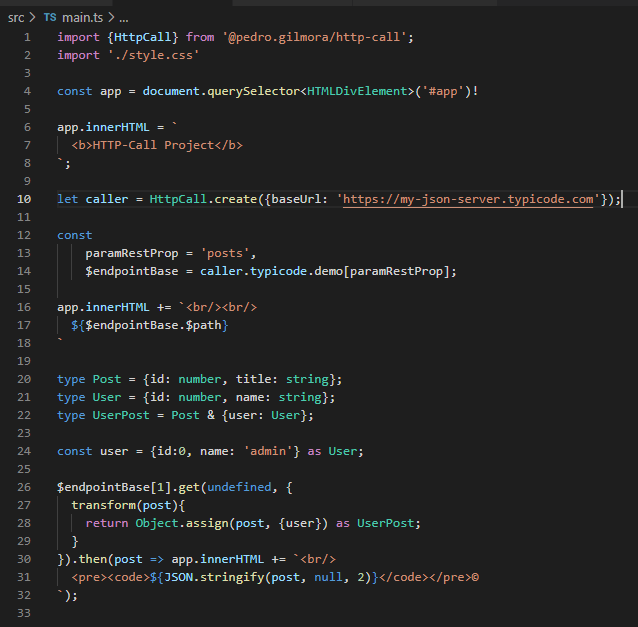 src > TS main.ts > ...
1 import {HttpCall} from '@pedro.gilmora/http-call';
2 import './style.css'
3
4 const app = document.querySelector<HTMLDivElement>('#app')!
5
6 app.innerHTML = `
7   <b>HTTP-Call Project</b>
8 `;
9
10 let caller = HttpCall.create({baseUrl: 'https://my-json-server.typicode.com'});
11
12 const
13     paramRestProp = 'posts',
14     $endpointBase = caller.typicode.demo[paramRestProp];
15
16 app.innerHTML += `<br/><br/>
17   ${$endpointBase.$path}
18 `
19
20 type Post = {id: number, title: string};
21 type User = {id: number, name: string};
22 type UserPost = Post & {user: User};
23
24 const user = {id:0, name: 'admin'} as User;
25
26 $endpointBase[1].get(undefined, {
27   transform(post){
28     return Object.assign(post, {user}) as UserPost;
29   }
30 }).then(post => app.innerHTML += `<br/>
31   <pre><code>${JSON.stringify(post, null, 2)}</code></pre>©
32 `);
33